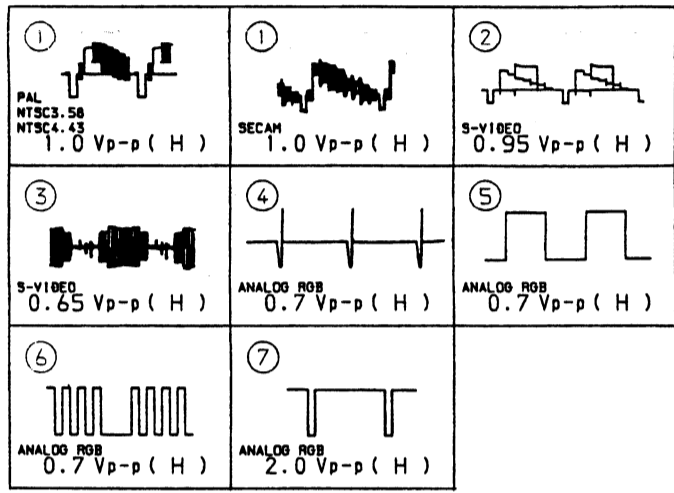 ①
PAL
NTSC3.58
NTSC4.43
1.0 Vp-p ( H )
①
SECAM
1.0 Vp-p ( H )
②
S-VIDEO
0.95 Vp-p ( H )
③
S-VIDEO
0.65 Vp-p ( H )
④
ANALOG RGB
0.7 Vp-p ( H )
⑤
ANALOG RGB
0.7 Vp-p ( H )
⑥
ANALOG RGB
0.7 Vp-p ( H )
⑦
ANALOG RGB
2.0 Vp-p ( H )